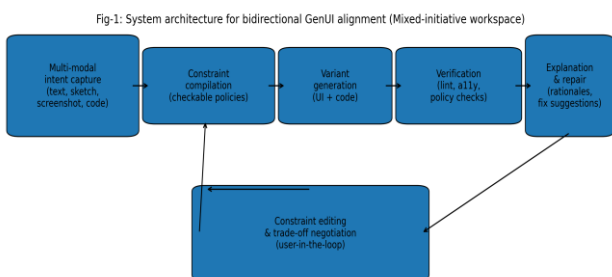 Fig-1: System architecture for bidirectional GenUI alignment (Mixed-initiative workspace)
Multi-modal
intent capture
(text, sketch,
screenshot, code)
Constraint
compilation
(checkable policies)
Variant
generation
(UI + code)
Verification
(lint, a11y,
policy checks)
Explanation
& repair
(rationales,
fix suggestions)
Constraint editing
& trade-off negotiation
(user-in-the-loop)